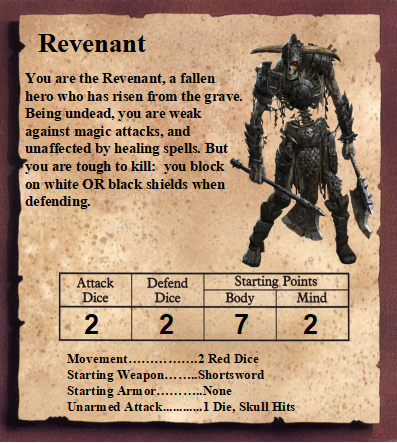 Revenant
You are the Revenant, a fallen
hero who has risen from the grave.
Being undead, you are weak
against magic attacks, and
unaffected by healing spells. But
you are tough to kill:  you block
on white OR black shields when
defending.
Attack Dice
Defend Dice
Starting Points
Body
Mind
2
2
7
2
Movement................2 Red Dice
Starting Weapon........Shortsword
Starting Armor...........None
Unarmed Attack............1 Die, Skull Hits